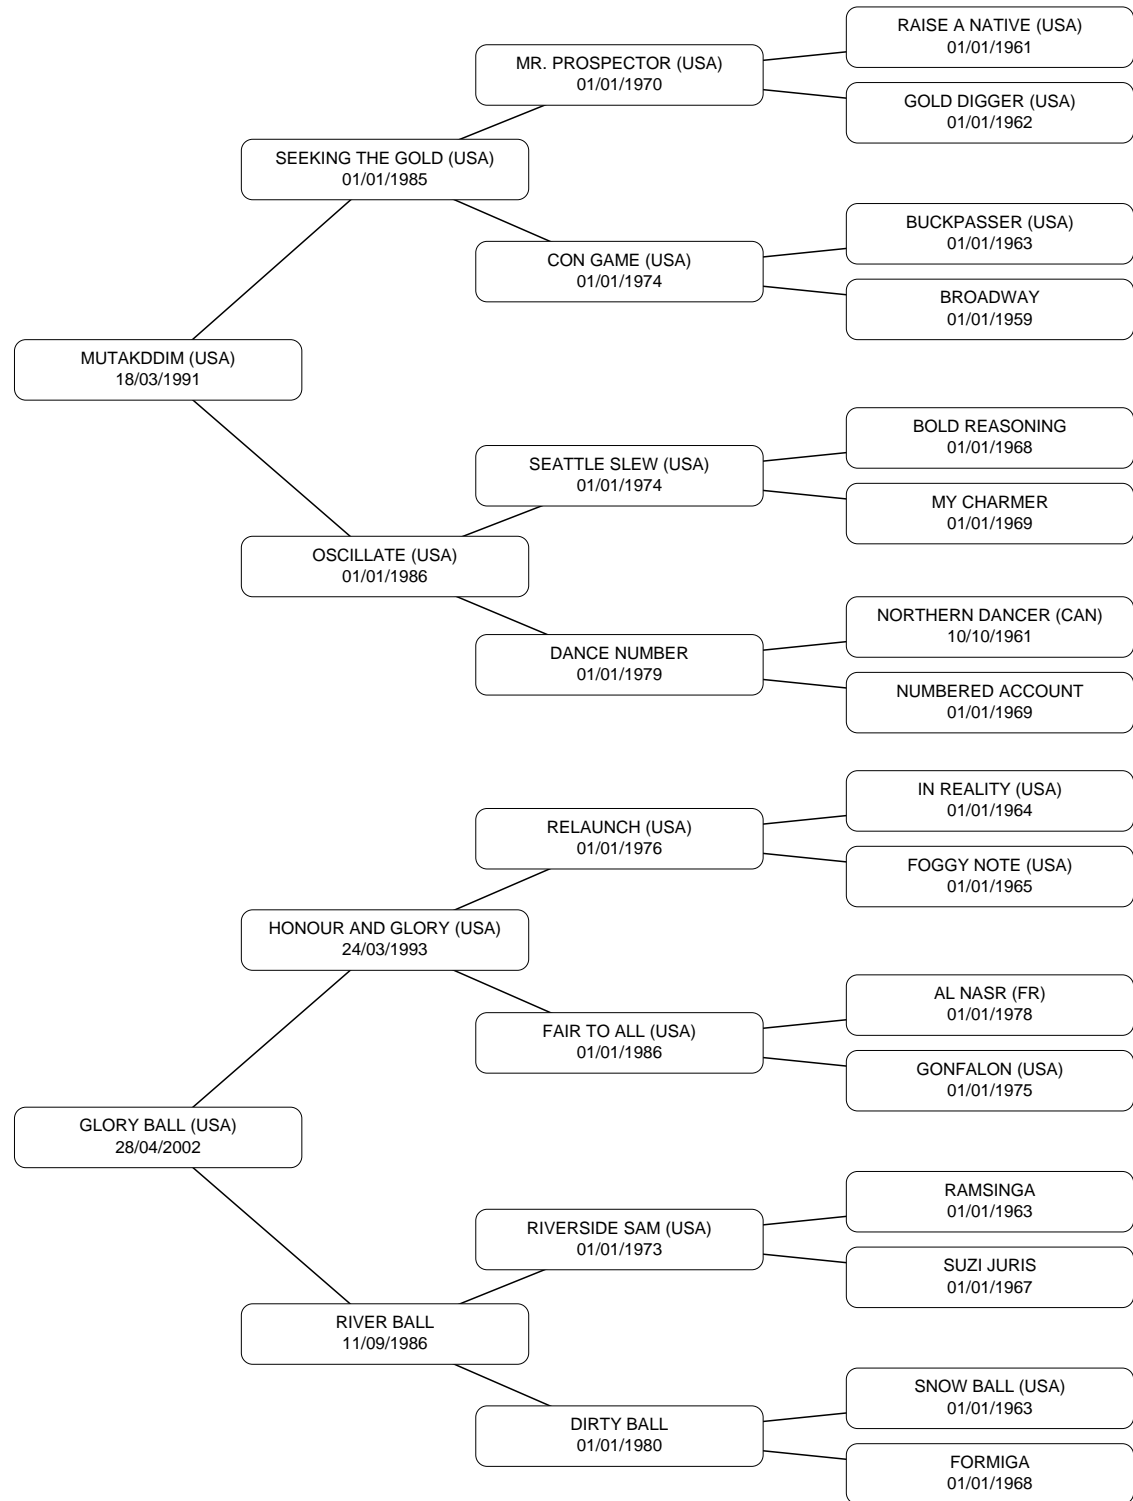 RAISE A NATIVE (USA)
01/01/1961
MR. PROSPECTOR (USA)
01/01/1970
GOLD DIGGER (USA)
01/01/1962
SEEKING THE GOLD (USA)
01/01/1985
BUCKPASSER (USA)
01/01/1963
CON GAME (USA)
01/01/1974
BROADWAY
01/01/1959
MUTAKDDIM (USA)
18/03/1991
BOLD REASONING
01/01/1968
SEATTLE SLEW (USA)
01/01/1974
MY CHARMER
01/01/1969
OSCILLATE (USA)
01/01/1986
NORTHERN DANCER (CAN)
10/10/1961
DANCE NUMBER
01/01/1979
NUMBERED ACCOUNT
01/01/1969
IN REALITY (USA)
01/01/1964
RELAUNCH (USA)
01/01/1976
FOGGY NOTE (USA)
01/01/1965
HONOUR AND GLORY (USA)
24/03/1993
AL NASR (FR)
01/01/1978
FAIR TO ALL (USA)
01/01/1986
GONFALON (USA)
01/01/1975
GLORY BALL (USA)
28/04/2002
RAMSINGA
01/01/1963
RIVERSIDE SAM (USA)
01/01/1973
SUZI JURIS
01/01/1967
RIVER BALL
11/09/1986
SNOW BALL (USA)
01/01/1963
DIRTY BALL
01/01/1980
FORMIGA
01/01/1968